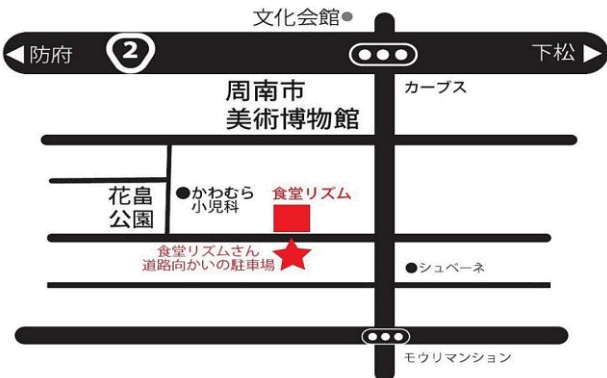 文化会館
防府
2
下松
周南市
美術博物館
カーブス
花畠
公園
かわむら
小児科
食堂リズム
食堂リズムさん
道路向かいの駐車場
シュベーネ
モウリマンション